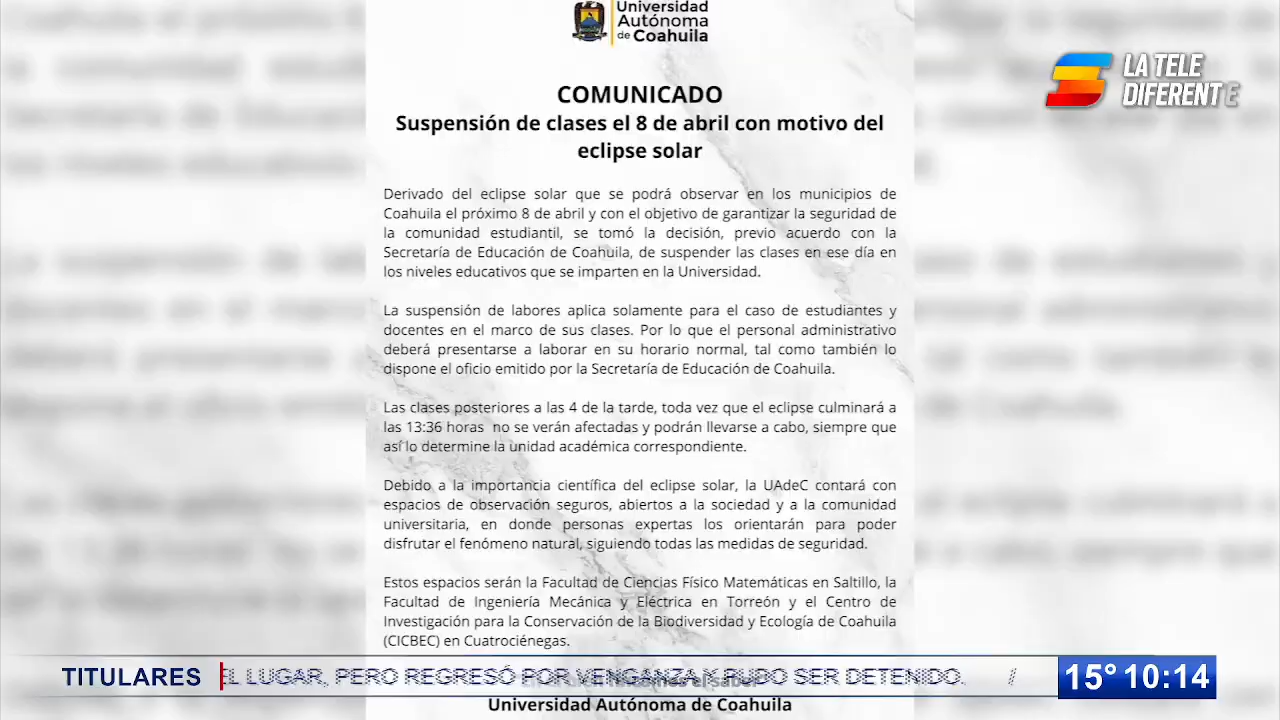 Universidad
Autónoma
de Coahuila
LA TELE
DIFERENTE
COMUNICADO
Suspensión de clases el 8 de abril con motivo del
eclipse solar
Derivado del eclipse solar que se podrá observar en los municipios de
Coahuila el próximo 8 de abril y con el objetivo de garantizar la seguridad de
la comunidad estudiantil, se tomó la decisión, previo acuerdo con la
Secretaría de Educación de Coahuila, de suspender las clases en ese día en
los niveles educativos que se imparten en la Universidad.
La suspensión de labores aplica solamente para el caso de estudiantes y
docentes en el marco de sus clases. Por lo que el personal administrativo
deberá presentarse a laborar en su horario normal, tal como también lo
dispone el oficio emitido por la Secretaría de Educación de Coahuila.
Las clases posteriores a las 4 de la tarde, toda vez que el eclipse culminará a
las 13:36 horas no se verán afectadas y podrán llevarse a cabo, siempre que
así lo determine la unidad académica correspondiente.
Debido a la importancia científica del eclipse solar, la UAdeC contará con
espacios de observación seguros, abiertos a la sociedad y a la comunidad
universitaria, en donde personas expertas los orientarán para poder
disfrutar el fenómeno natural, siguiendo todas las medidas de seguridad.
Estos espacios serán la Facultad de Ciencias Físico Matemáticas en Saltillo, la
Facultad de Ingeniería Mecánica y Eléctrica en Torreón y el Centro de
Investigación para la Conservación de la Biodiversidad y Ecología de Coahuila
(CICBEC) en Cuatrociénegas.
TITULARES EL LUGAR, PERO REGRESÓ POR VENGANZA Y PUDO SER DETENIDO. / 15° 10:14
Universidad Autónoma de Coahuila